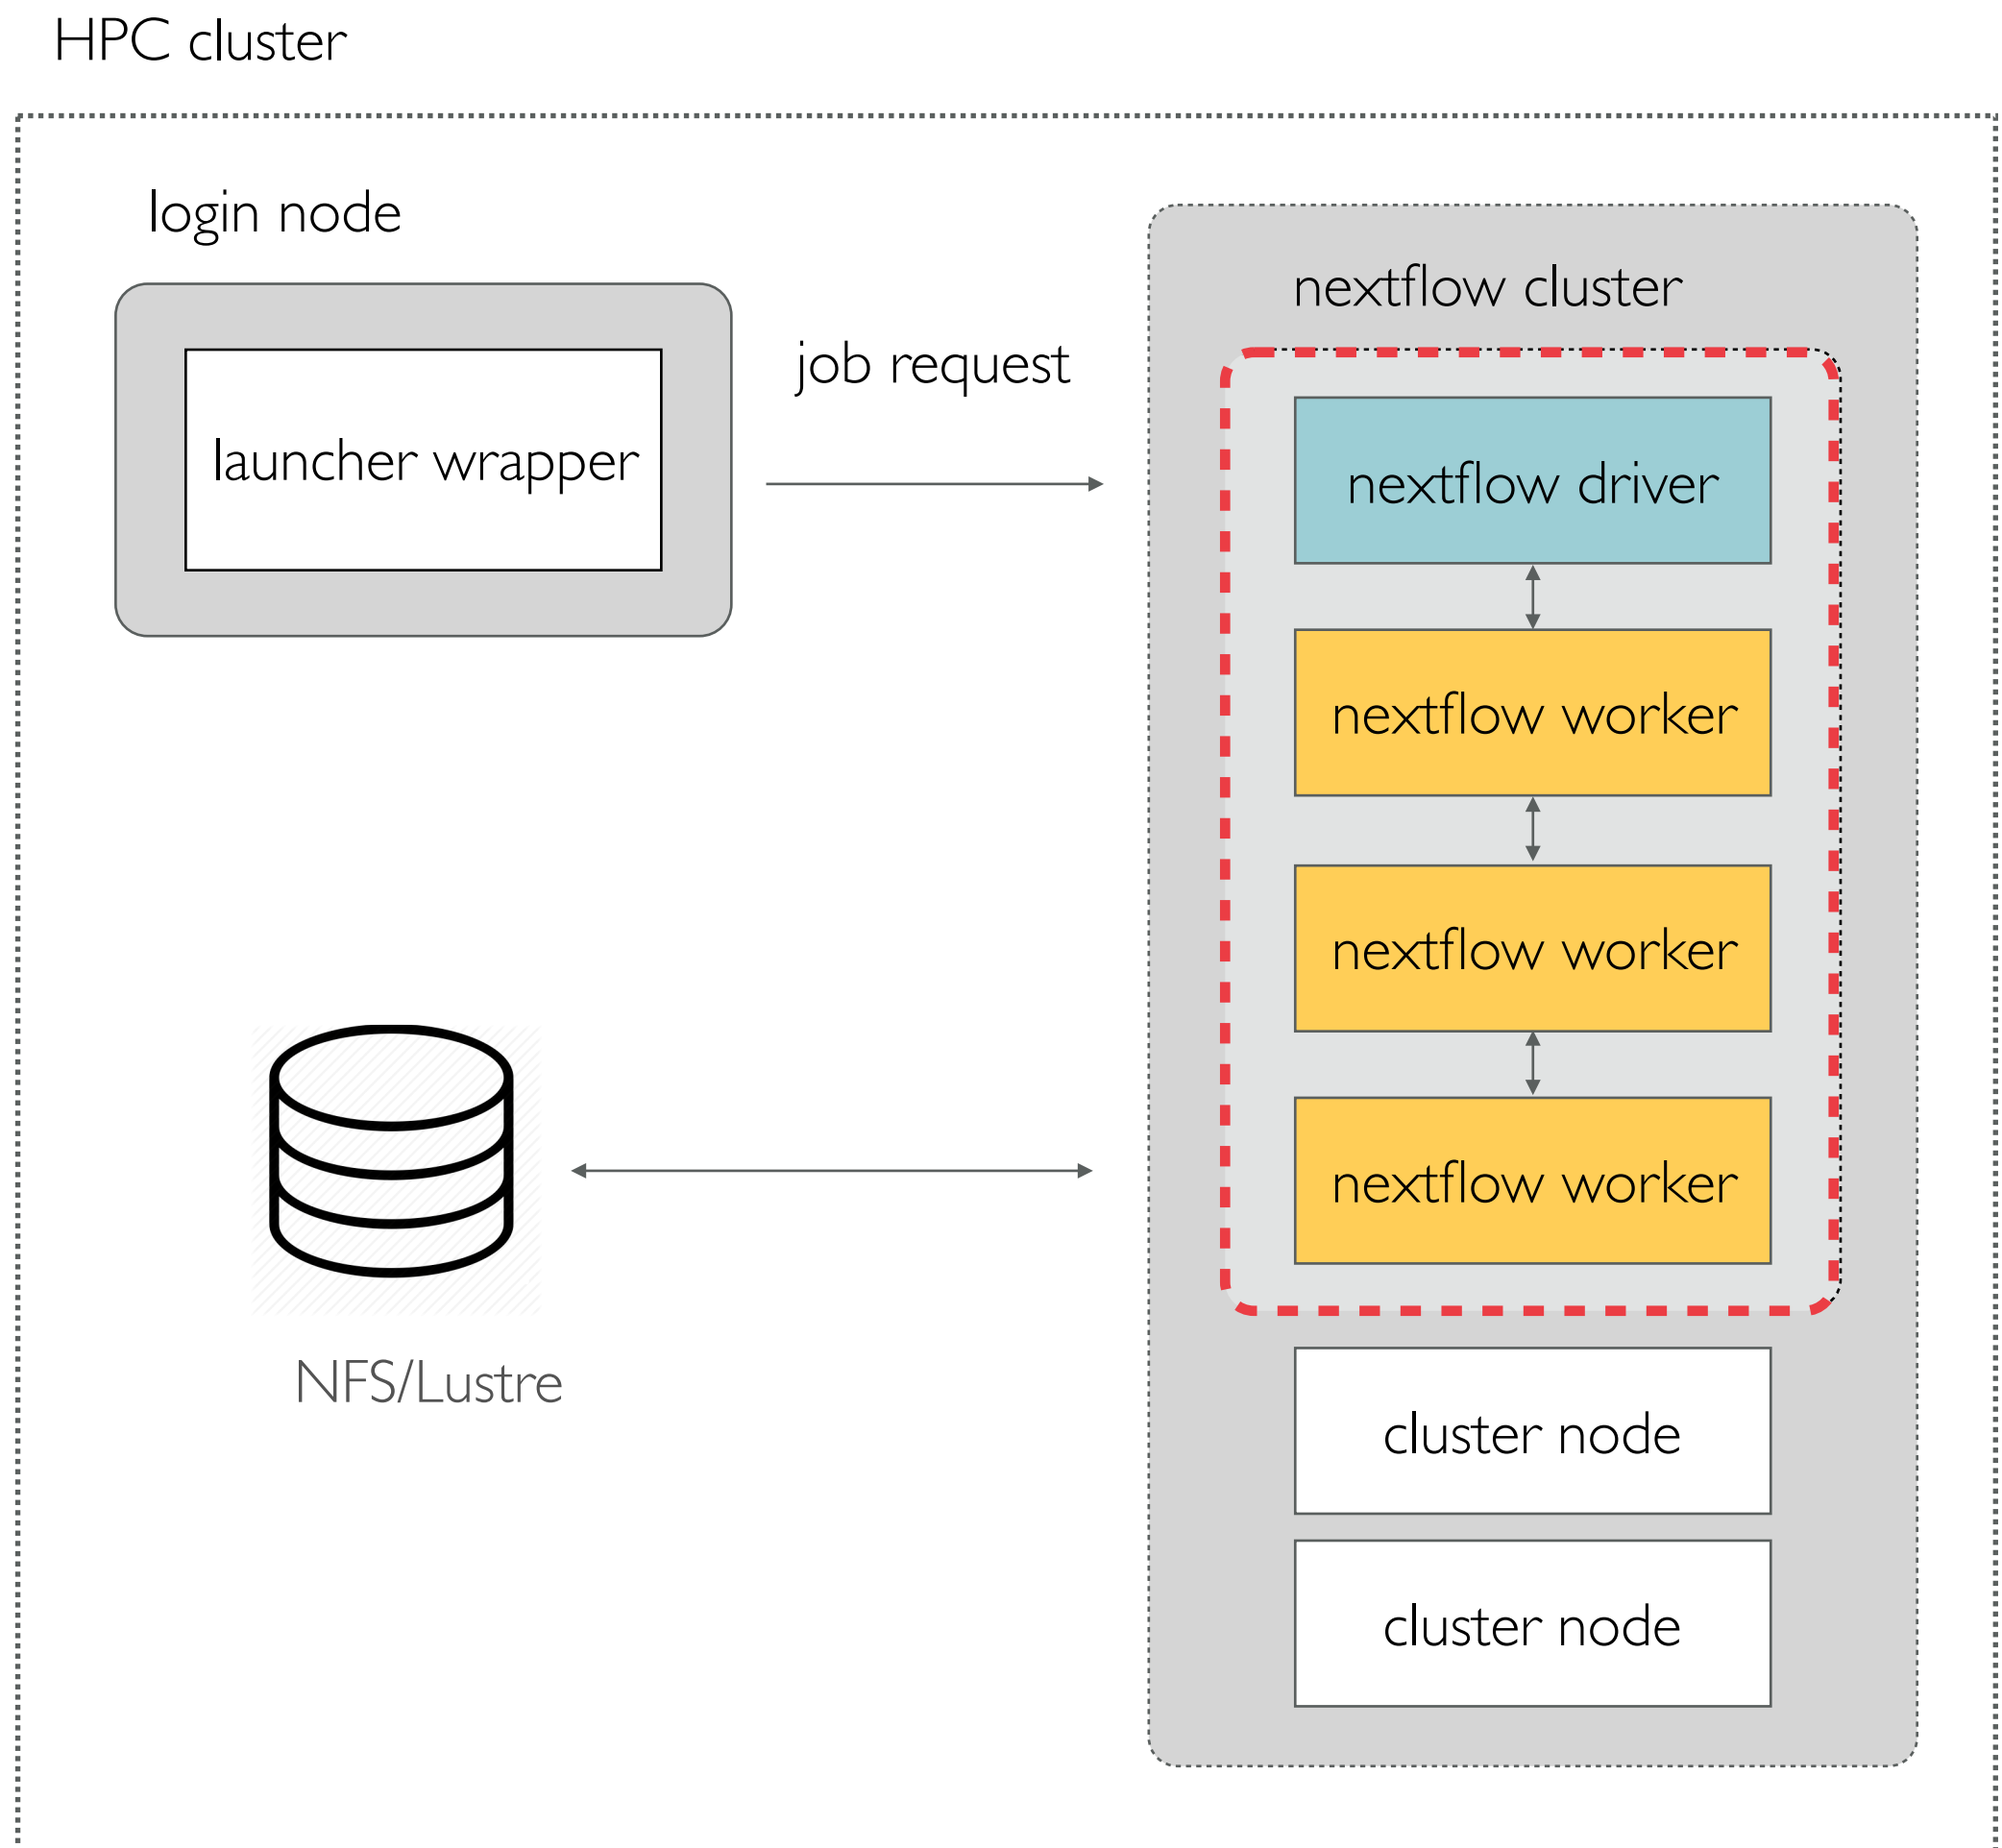 HPC cluster
login node
launcher wrapper
job request
nextflow cluster
nextflow driver
nextflow worker
nextflow worker
nextflow worker
NFS/Lustre
cluster node
cluster node